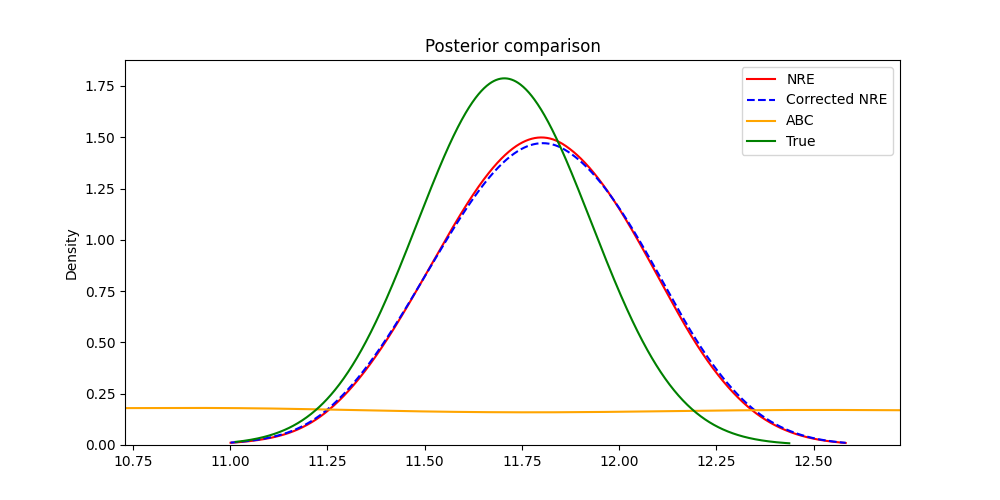 Posterior comparison
NRE
Corrected NRE
ABC
True
Density
1.75
1.50
1.25
1.00
0.75
0.50
0.25
0.00
10.75 11.00 11.25 11.50 11.75 12.00 12.25 12.50